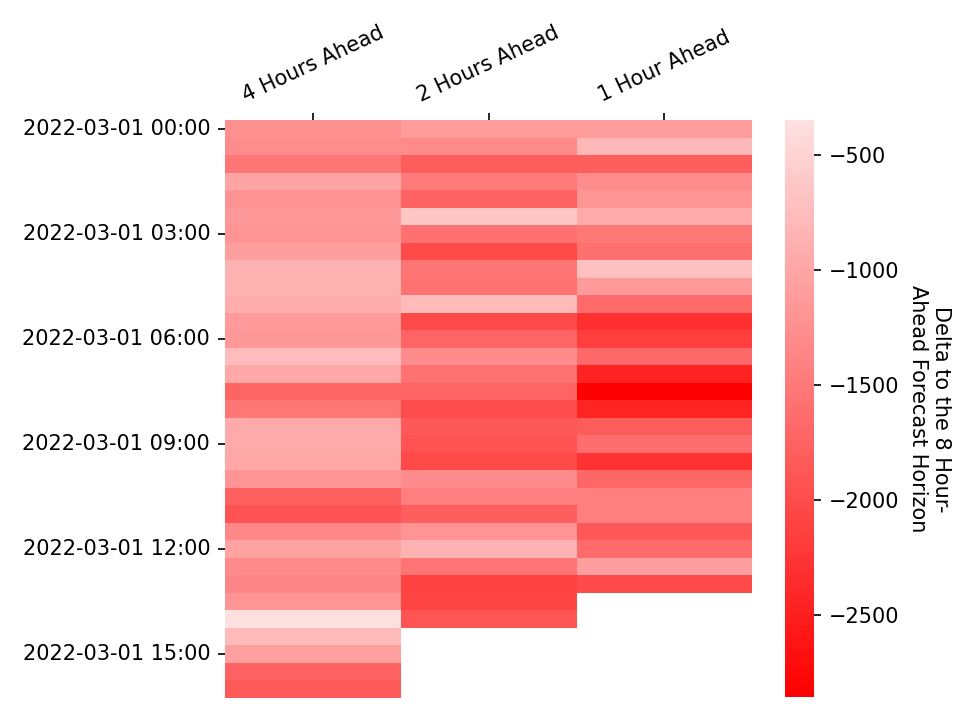 4 Hours Ahead
2 Hours Ahead
1 Hour Ahead
2022-03-01 00:00
2022-03-01 03:00
2022-03-01 06:00
2022-03-01 09:00
2022-03-01 12:00
2022-03-01 15:00
−500
−1000
−1500
−2000
−2500
Delta to the 8 Hour-
Ahead Forecast Horizon